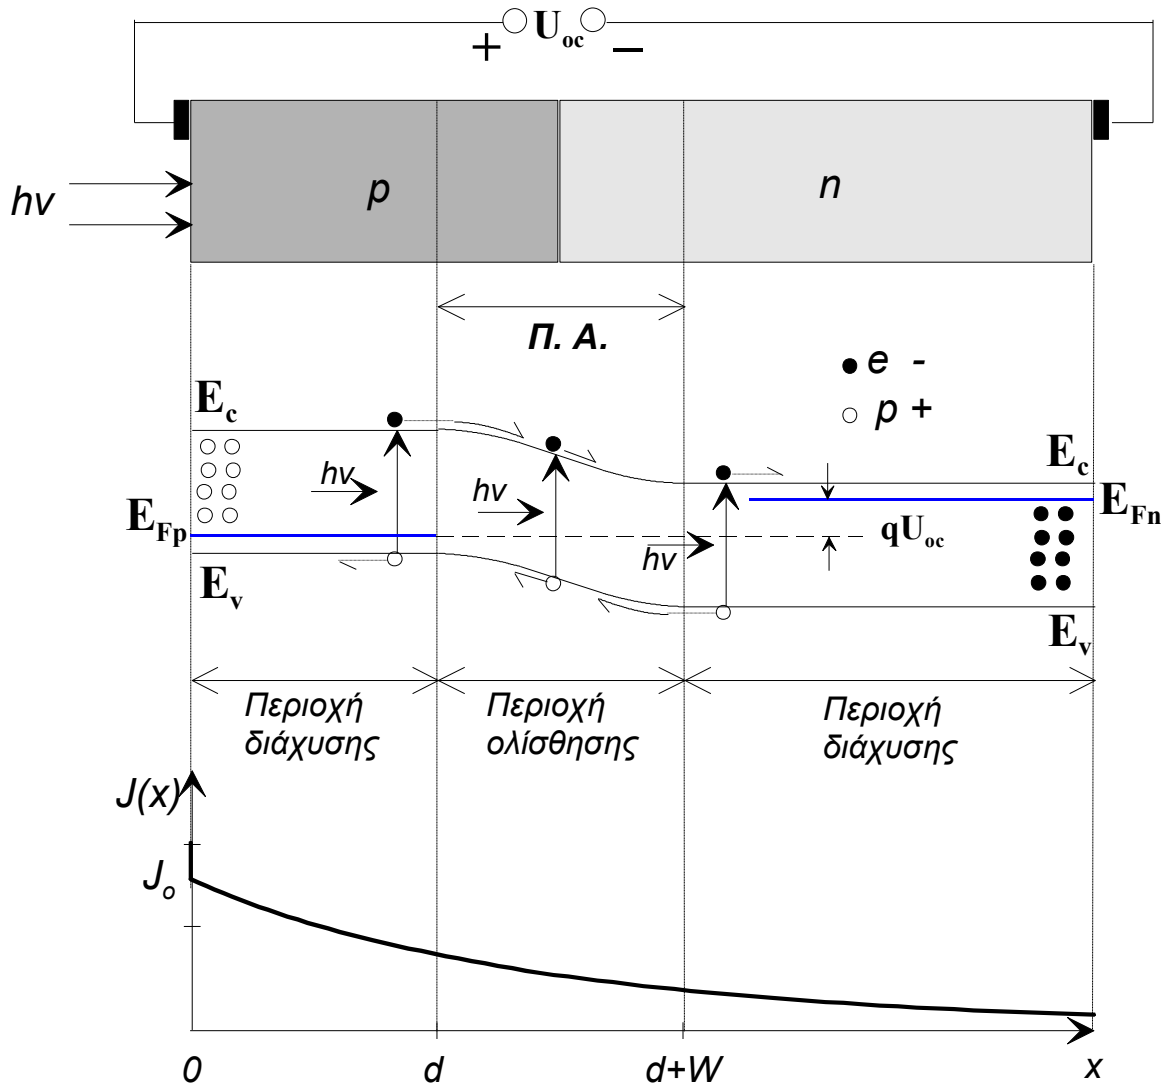 + U_oc −
hν
p
n
Π. Α.
e -
p +
E_c
E_c
hν
hν
E_Fp
E_Fn
qU_oc
hν
E_v
E_v
Περιοχή
διάχυσης
Περιοχή
ολίσθησης
Περιοχή
διάχυσης
J(x)
J_o
0 d d+W x